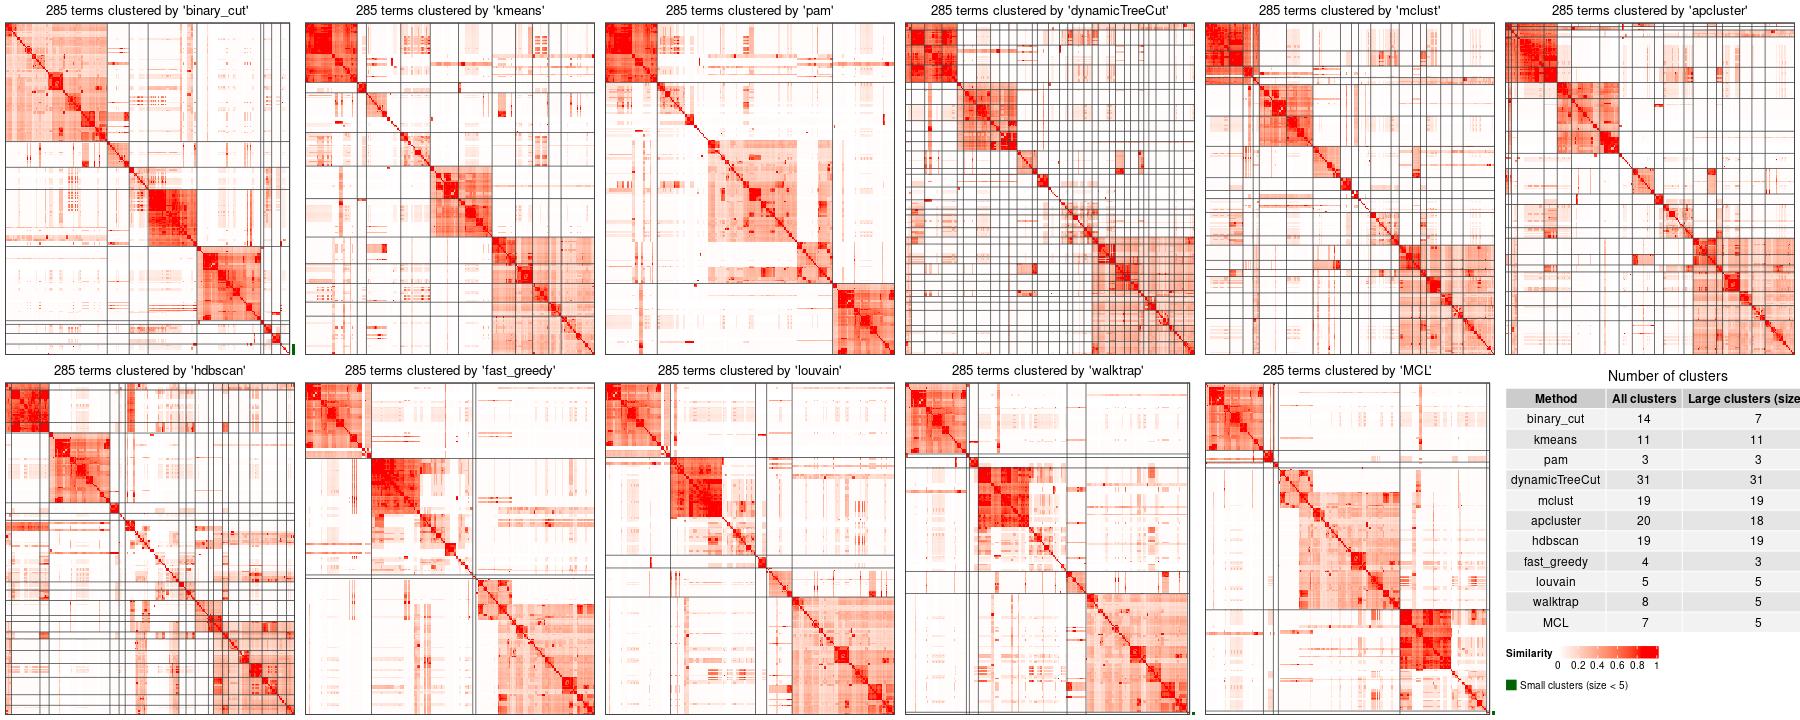 285 terms clustered by 'binary_cut'
285 terms clustered by 'kmeans'
285 terms clustered by 'pam'
285 terms clustered by 'dynamicTreeCut'
285 terms clustered by 'mclust'
285 terms clustered by 'apcluster'
285 terms clustered by 'hdbscan'
285 terms clustered by 'fast_greedy'
285 terms clustered by 'louvain'
285 terms clustered by 'walktrap'
285 terms clustered by 'MCL'
Number of clusters
Method All clusters Large clusters (size
binary_cut 14 7
kmeans 11 11
pam 3 3
dynamicTreeCut 31 31
mclust 19 19
apcluster 20 18
hdbscan 19 19
fast_greedy 4 3
louvain 5 5
walktrap 8 5
MCL 7 5
Similarity
0 0.2 0.4 0.6 0.8 1
Small clusters (size < 5)